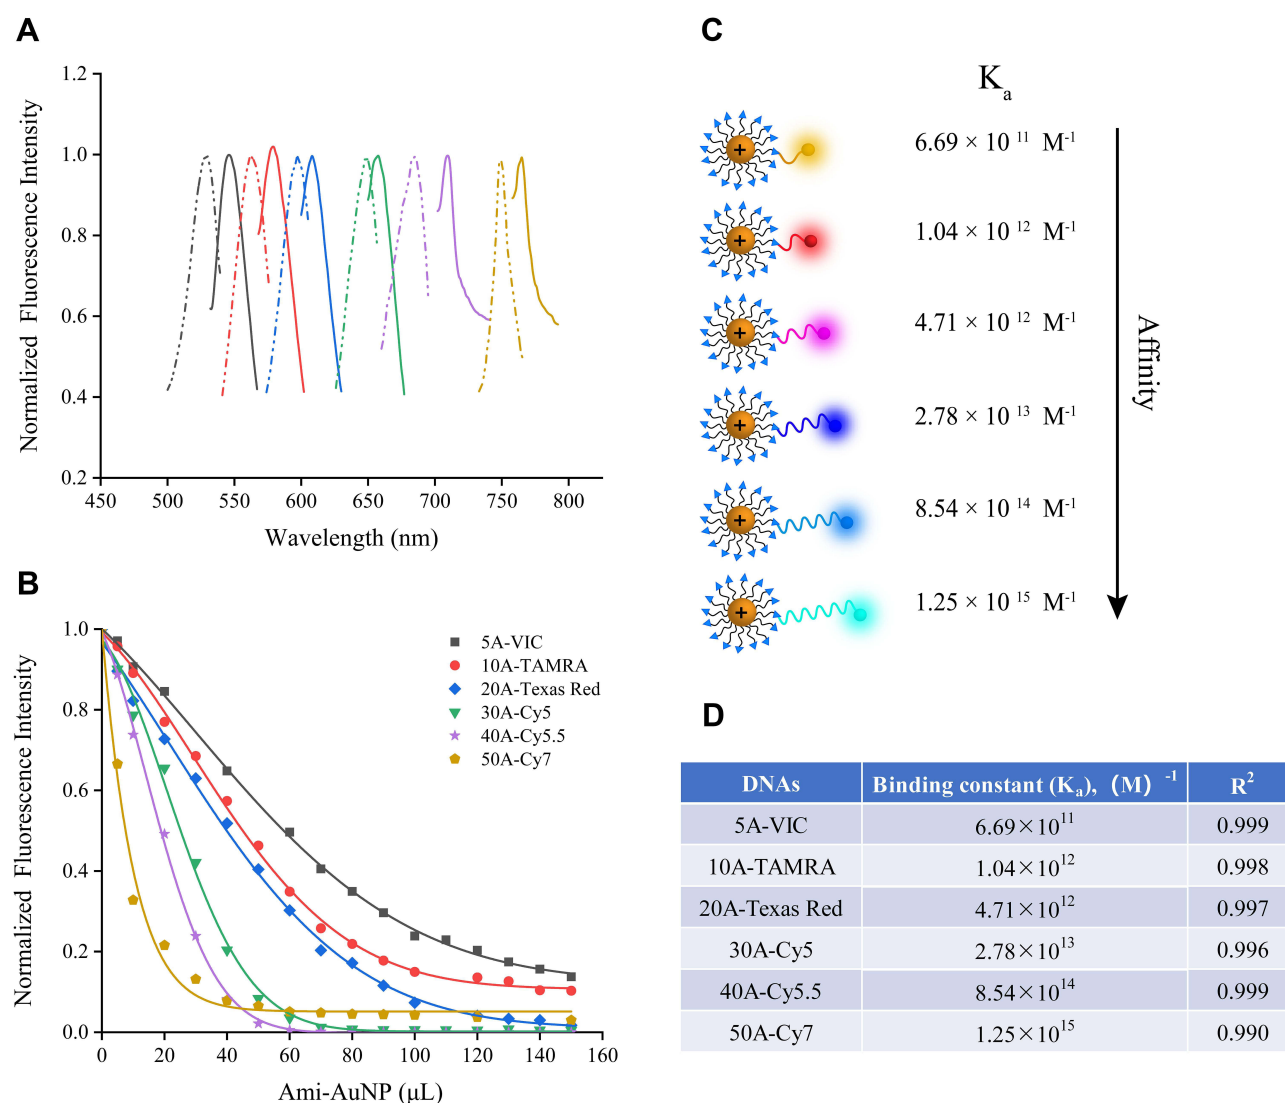 A
1.2
1.0
0.8
0.6
0.4
0.2
450 500 550 600 650 700 750 800
Normalized Fluorescence Intensity
Wavelength (nm)
B
1.0
0.8
0.6
0.4
0.2
0.0
0 20 40 60 80 100 120 140 160
Normalized Fluorescence Intensity
Ami-AuNP (μL)
5A-VIC
10A-TAMRA
20A-Texas Red
30A-Cy5
40A-Cy5.5
50A-Cy7
C
Ka
+ 6.69 × 10 11 M-1
+ 1.04 × 10 12 M-1
+ 4.71 × 10 12 M-1
+ 2.78 × 10 13 M-1
+ 8.54 × 10 14 M-1
+ 1.25 × 10 15 M-1
Affinity
D
DNAs Binding constant (Ka), (M) -1 R2
5A-VIC 6.69×1011 0.999
10A-TAMRA 1.04×1012 0.998
20A-Texas Red 4.71×1012 0.997
30A-Cy5 2.78×1013 0.996
40A-Cy5.5 8.54×1014 0.999
50A-Cy7 1.25×1015 0.990